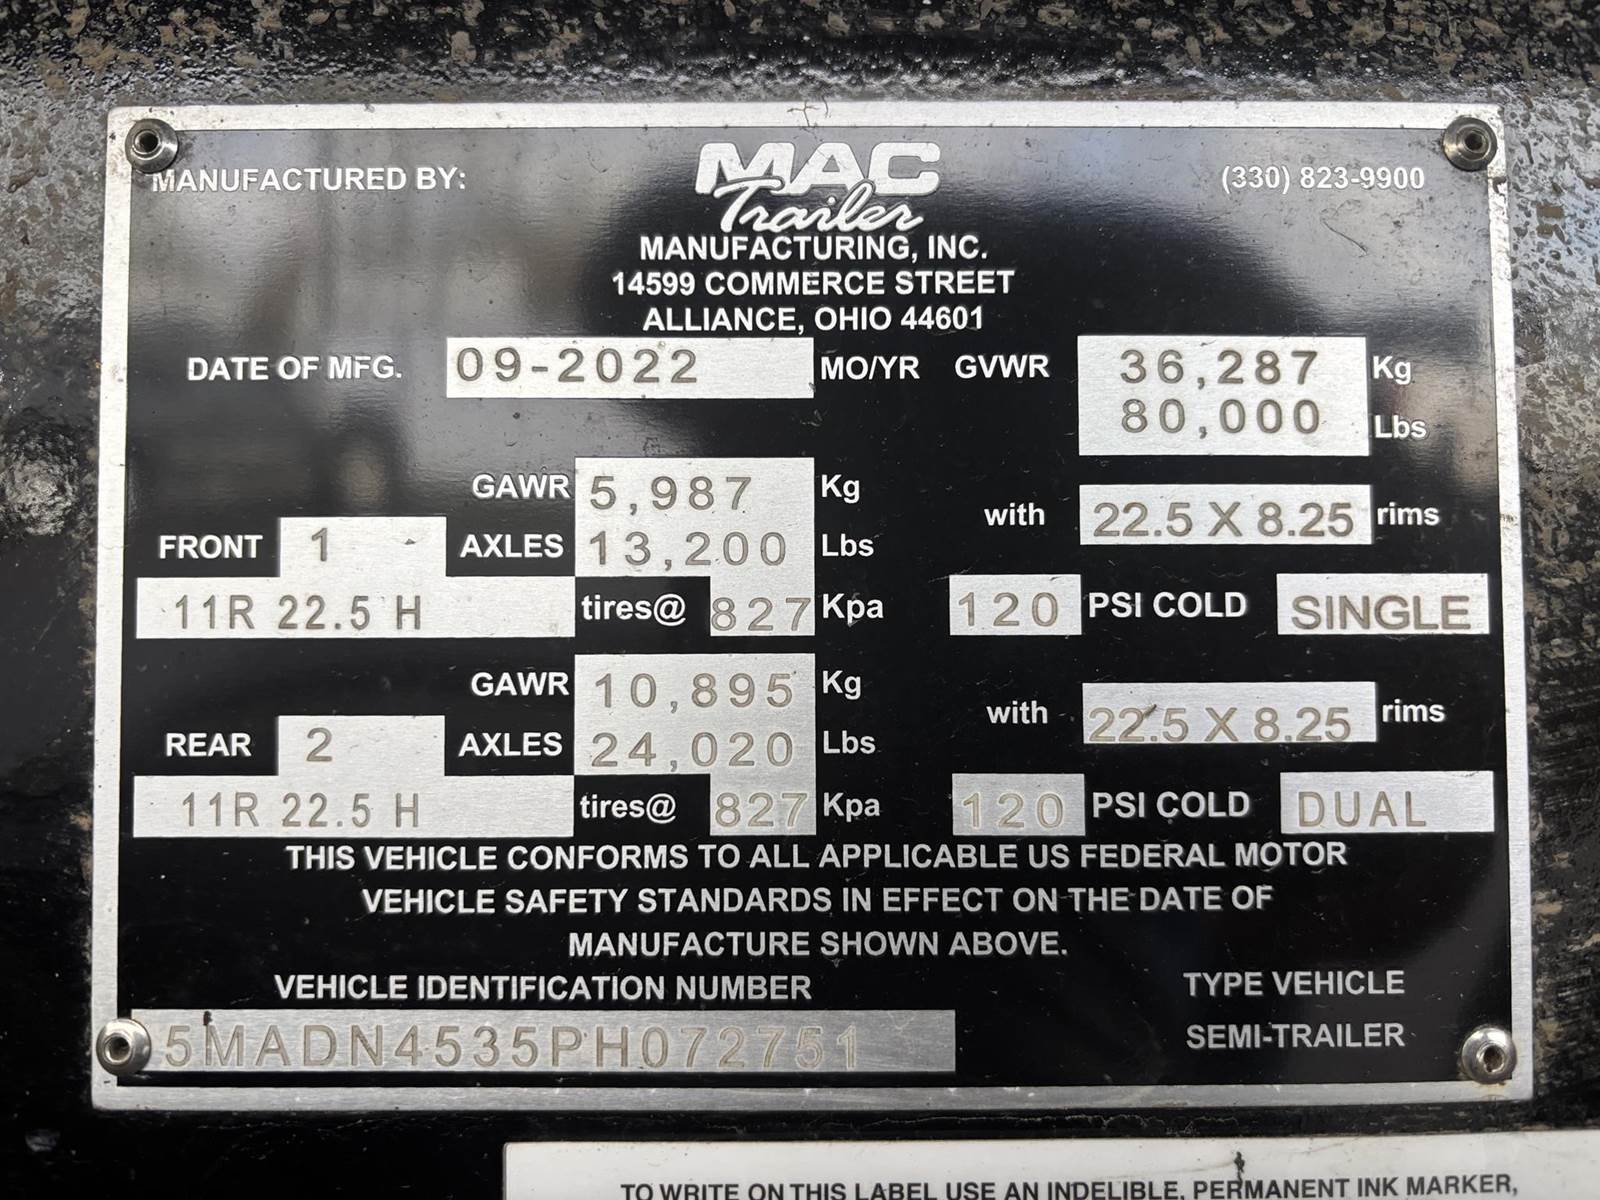 MANUFACTURED BY:
MAC
Trailer
(330) 823-9900
MANUFACTURING, INC.
14599 COMMERCE STREET
ALLIANCE, OHIO 44601
DATE OF MFG. 09-2022 MO/YR GVWR 36,287 Kg
80,000 Lbs
GAWR 5,987 Kg with 22.5 X 8.25 rims
FRONT 1 AXLES 13,200 Lbs
11R 22.5 H tires@ 827 Kpa 120 PSI COLD SINGLE
GAWR 10,895 Kg with 22.5 X 8.25 rims
REAR 2 AXLES 24,020 Lbs
11R 22.5 H tires@ 827 Kpa 120 PSI COLD DUAL
THIS VEHICLE CONFORMS TO ALL APPLICABLE US FEDERAL MOTOR
VEHICLE SAFETY STANDARDS IN EFFECT ON THE DATE OF
MANUFACTURE SHOWN ABOVE.
VEHICLE IDENTIFICATION NUMBER TYPE VEHICLE
5MADN4535PH072751 SEMI-TRAILER
TO WRITE ON THIS LABEL USE AN INDELIBLE, PERMANENT INK MARKER,